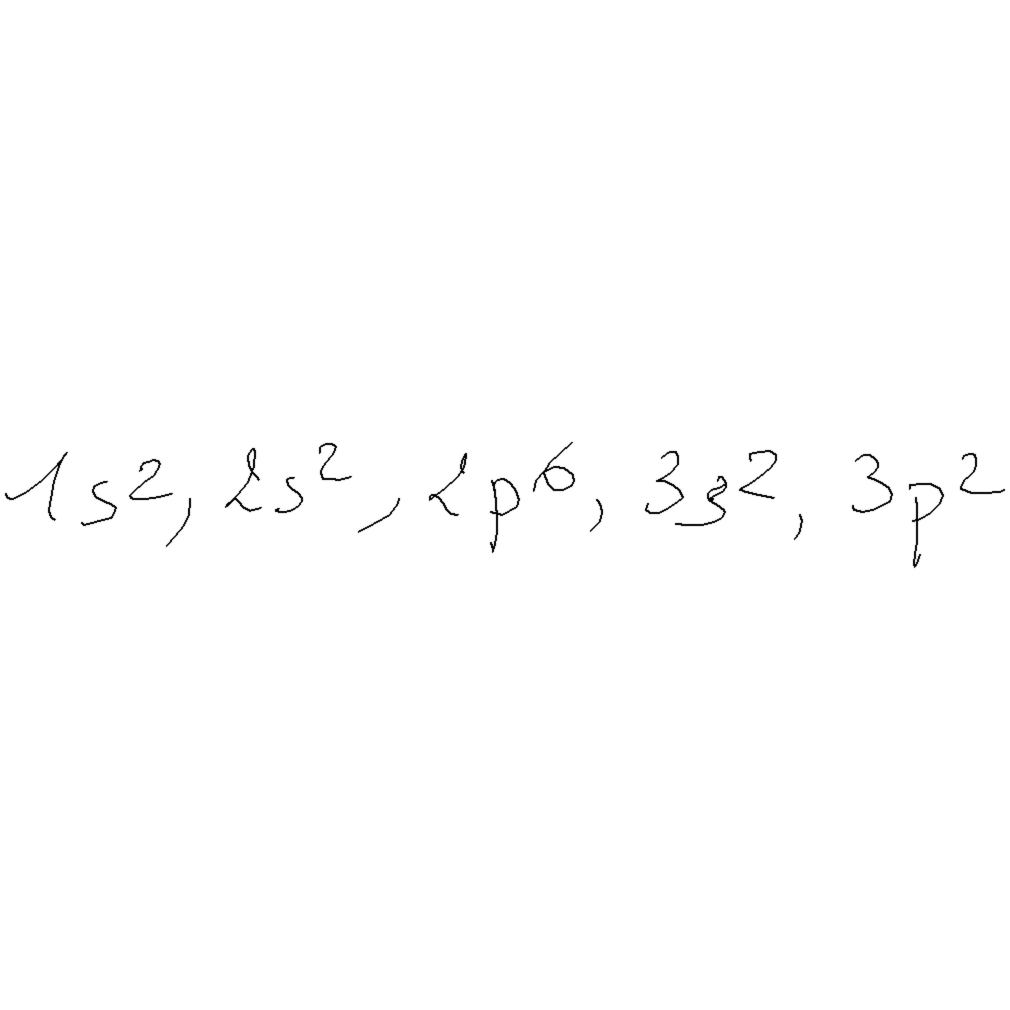 1s², 2s², 2p⁶, 3s², 3p²